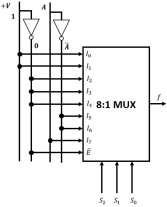 +V A
1
0 Ā
I₀
I₁
I₂
I₃
I₄
I₅
I₆
I₇
E̅
8:1 MUX
f
S₂ S₁ S₀